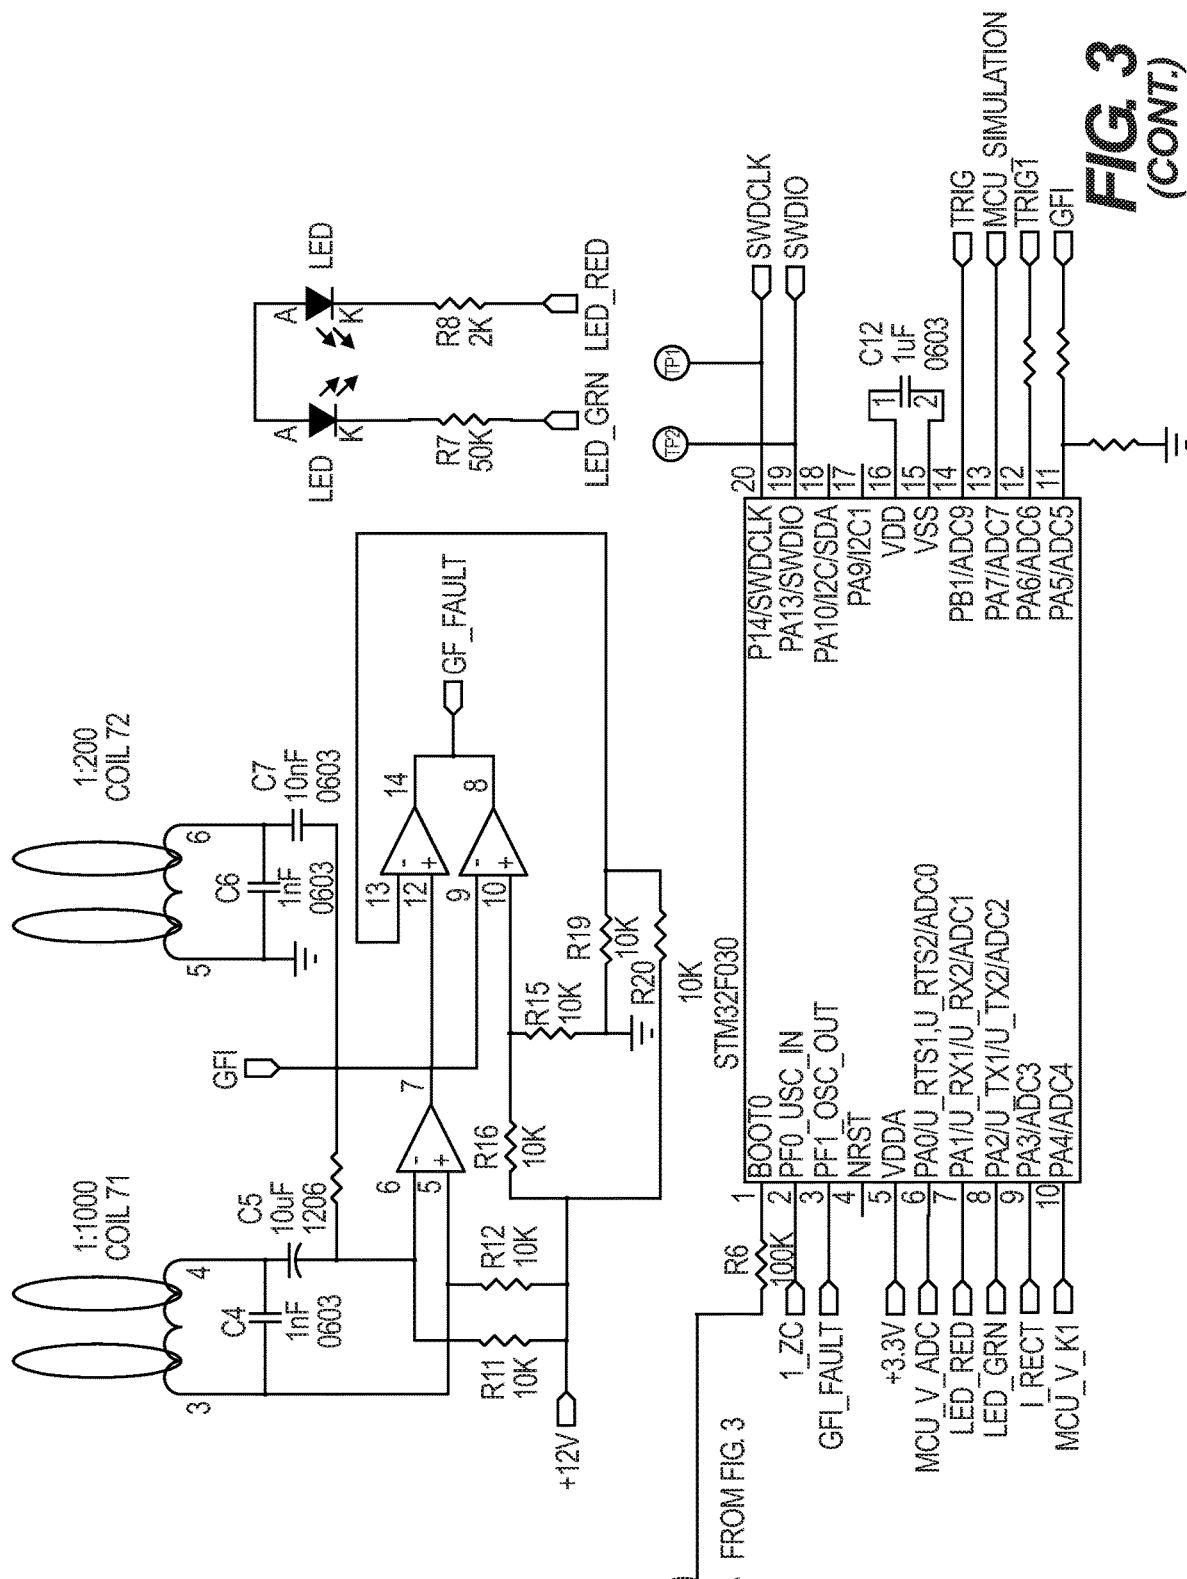 1:1000
COIL 71
3
4
C4
1nF
0603
C5
10uF
1206
1:200
COIL 72
5
6
C6
1nF
0603
C7
10nF
0603
GFI
6
5
-
+
7
R11
10K
R12
10K
+12V
R16
10K
R15
10K
R19
10K
R20
10K
13
12
-
+
14
9
10
-
+
8
GF_FAULT
LED
A
K
R7
50K
LED_GRN
A
K
LED
R8
2K
LED_RED
FROM FIG. 3
R6
100K
STM32F030
1
BOOT0
1_ZC
2
PF0_USC_IN
GFI_FAULT
3
PF1_OSC_OUT
4
NRST
+3.3V
5
VDDA
MCU_V_ADC
6
PA0/U_RTS1,U_RTS2/ADC0
LED_RED
7
PA1/U_RX1/U_RX2/ADC1
LED_GRN
8
PA2/U_TX1/U_TX2/ADC2
I_RECT
9
PA3/ADC3
MCU_V_K1
10
PA4/ADC4
P14/SWDCLK
20
SWDCLK
PA13/SWDIO
19
SWDIO
PA10/I2C/SDA
18
PA9/I2C1
17
VDD
16
VSS
15
PB1/ADC9
14
TRIG
PA7/ADC7
13
MCU_SIMULATION
PA6/ADC6
12
TRIG1
PA5/ADC5
11
GFI
TP2
TP1
1
2
C12
1uF
0603
FIG. 3
(CONT.)